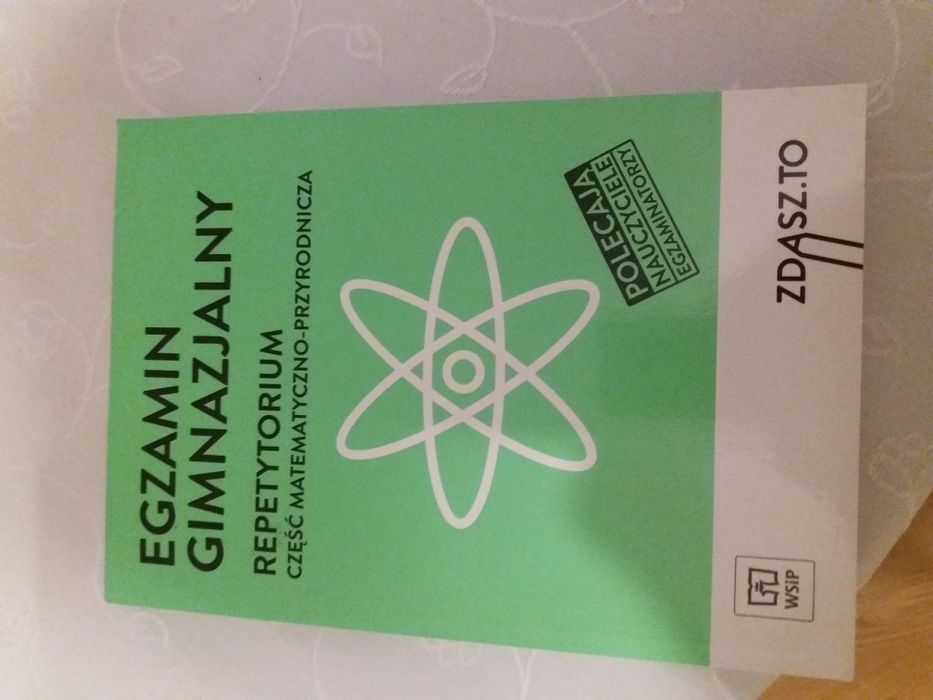 EGZAMIN
GIMNAZJALNY
REPETYTORIUM
CZĘŚĆ MATEMATYCZNO-PRZYRODNICZA
POLECAJĄ
NAUCZYCIELE
EGZAMINATORZY
WSiP
ZDASZ.TO